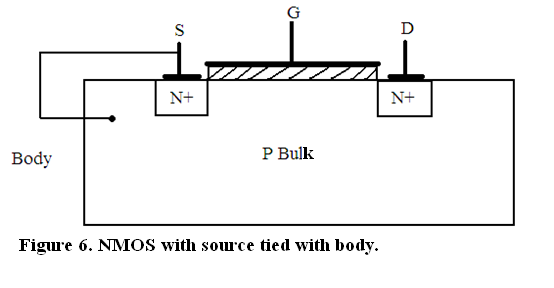 G
S
D
N+
N+
Body
P Bulk
Figure 6. NMOS with source tied with body.